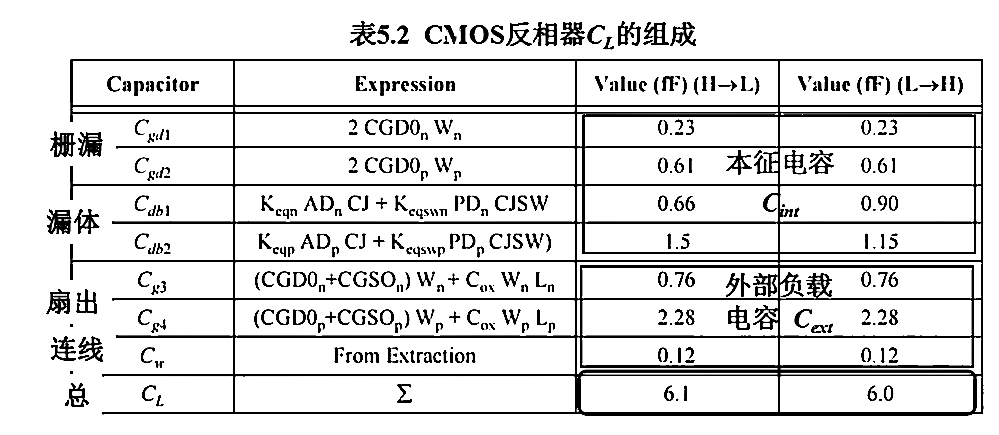 表5.2 CMOS反相器C_L的组成
Capacitor Expression Value (fF) (H→L) Value (fF) (L→H)
栅漏 C_gd1 2 CGD0_n W_n 0.23 0.23
C_gd2 2 CGD0_p W_p 0.61 本征电容 0.61
漏体 C_db1 K_eqn AD_n CJ + K_eqswn PD_n CJSW 0.66 C_int 0.90
C_db2 K_eqp AD_p CJ + K_eqswp PD_p CJSW) 1.5 1.15
扇出 C_g3 (CGD0_n+CGSO_n) W_n + C_ox W_n L_n 0.76 外部负载 0.76
C_g4 (CGD0_p+CGSO_p) W_p + C_ox W_p L_p 2.28 电容 C_ext 2.28
连线 C_w From Extraction 0.12 0.12
总 C_L Σ 6.1 6.0